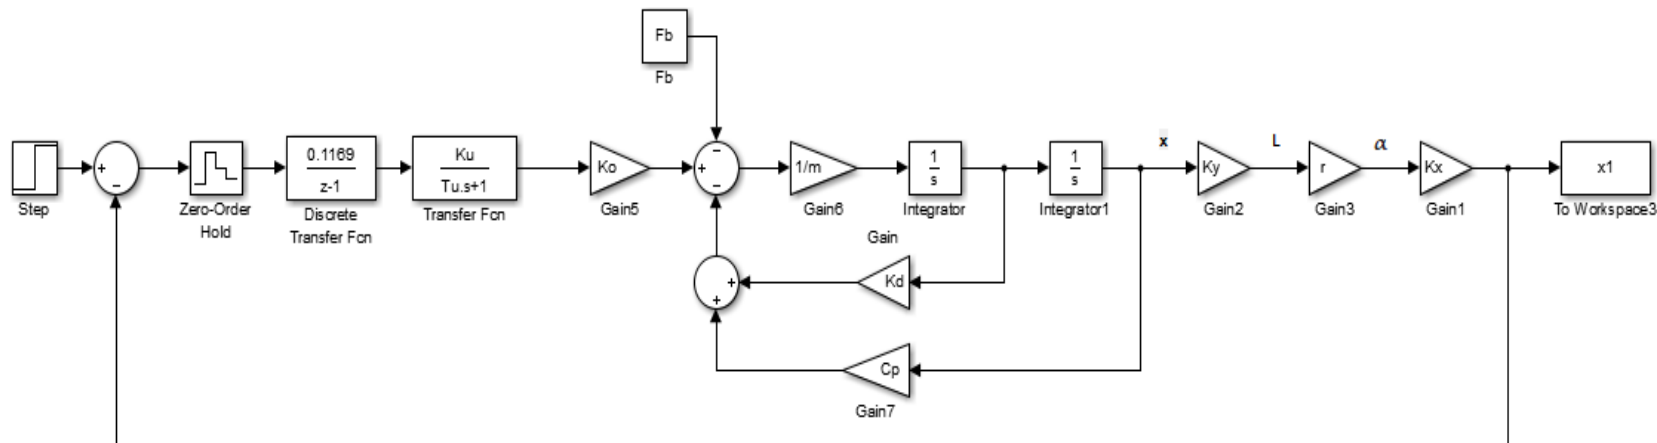 Fb
Fb
+
−
Step
Zero-Order
Hold
0.1169
z-1
Discrete
Transfer Fcn
Ku
Tu.s+1
Transfer Fcn
Ko
Gain5
−
+
−
1/m
Gain6
1
s
Integrator
1
s
Integrator1
x
Ky
Gain2
L
r
Gain3
α
Kx
Gain1
x1
To Workspace3
Gain
Kd
+
+
Cp
Gain7